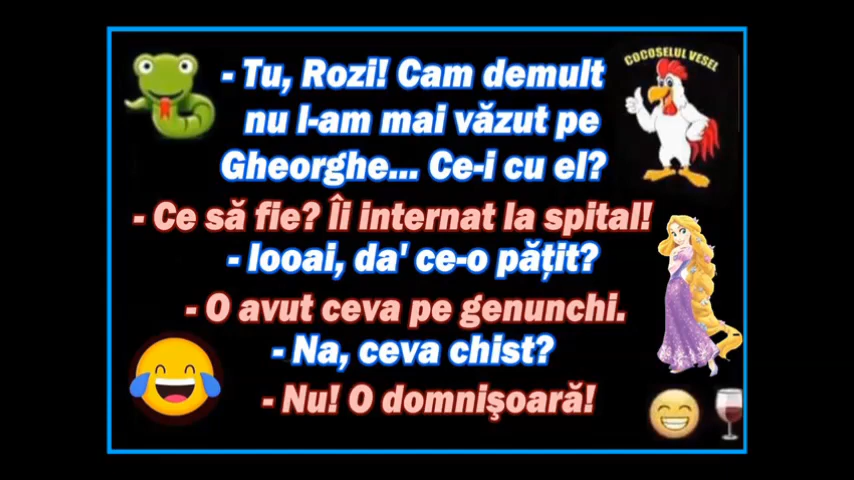 COCOSELUL VESEL
- Tu, Rozi! Cam demult
nu l-am mai văzut pe
Gheorghe... Ce-i cu el?
- Ce să fie? Îi internat la spital!
- Iooai, da' ce-o pățit?
- O avut ceva pe genunchi.
- Na, ceva chist?
- Nu! O domnişoară!